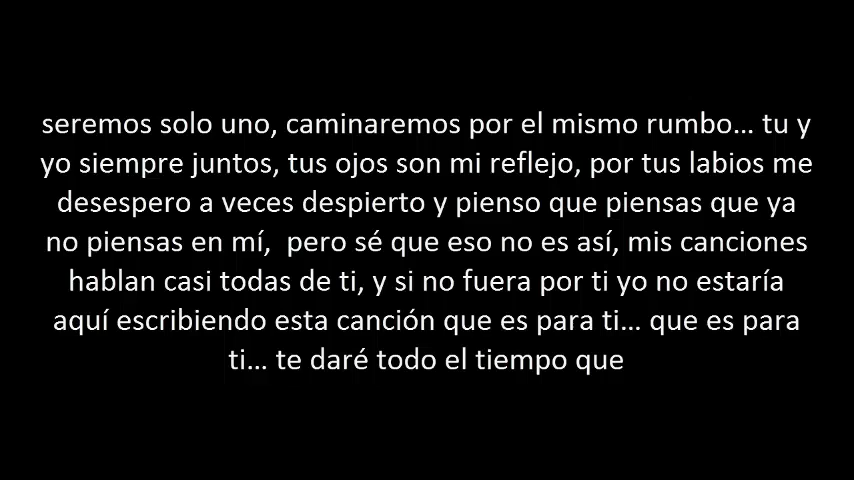 seremos solo uno, caminaremos por el mismo rumbo… tu y
yo siempre juntos, tus ojos son mi reflejo, por tus labios me
desespero a veces despierto y pienso que piensas que ya
no piensas en mí,  pero sé que eso no es así, mis canciones
hablan casi todas de ti, y si no fuera por ti yo no estaría
aquí escribiendo esta canción que es para ti… que es para
ti… te daré todo el tiempo que